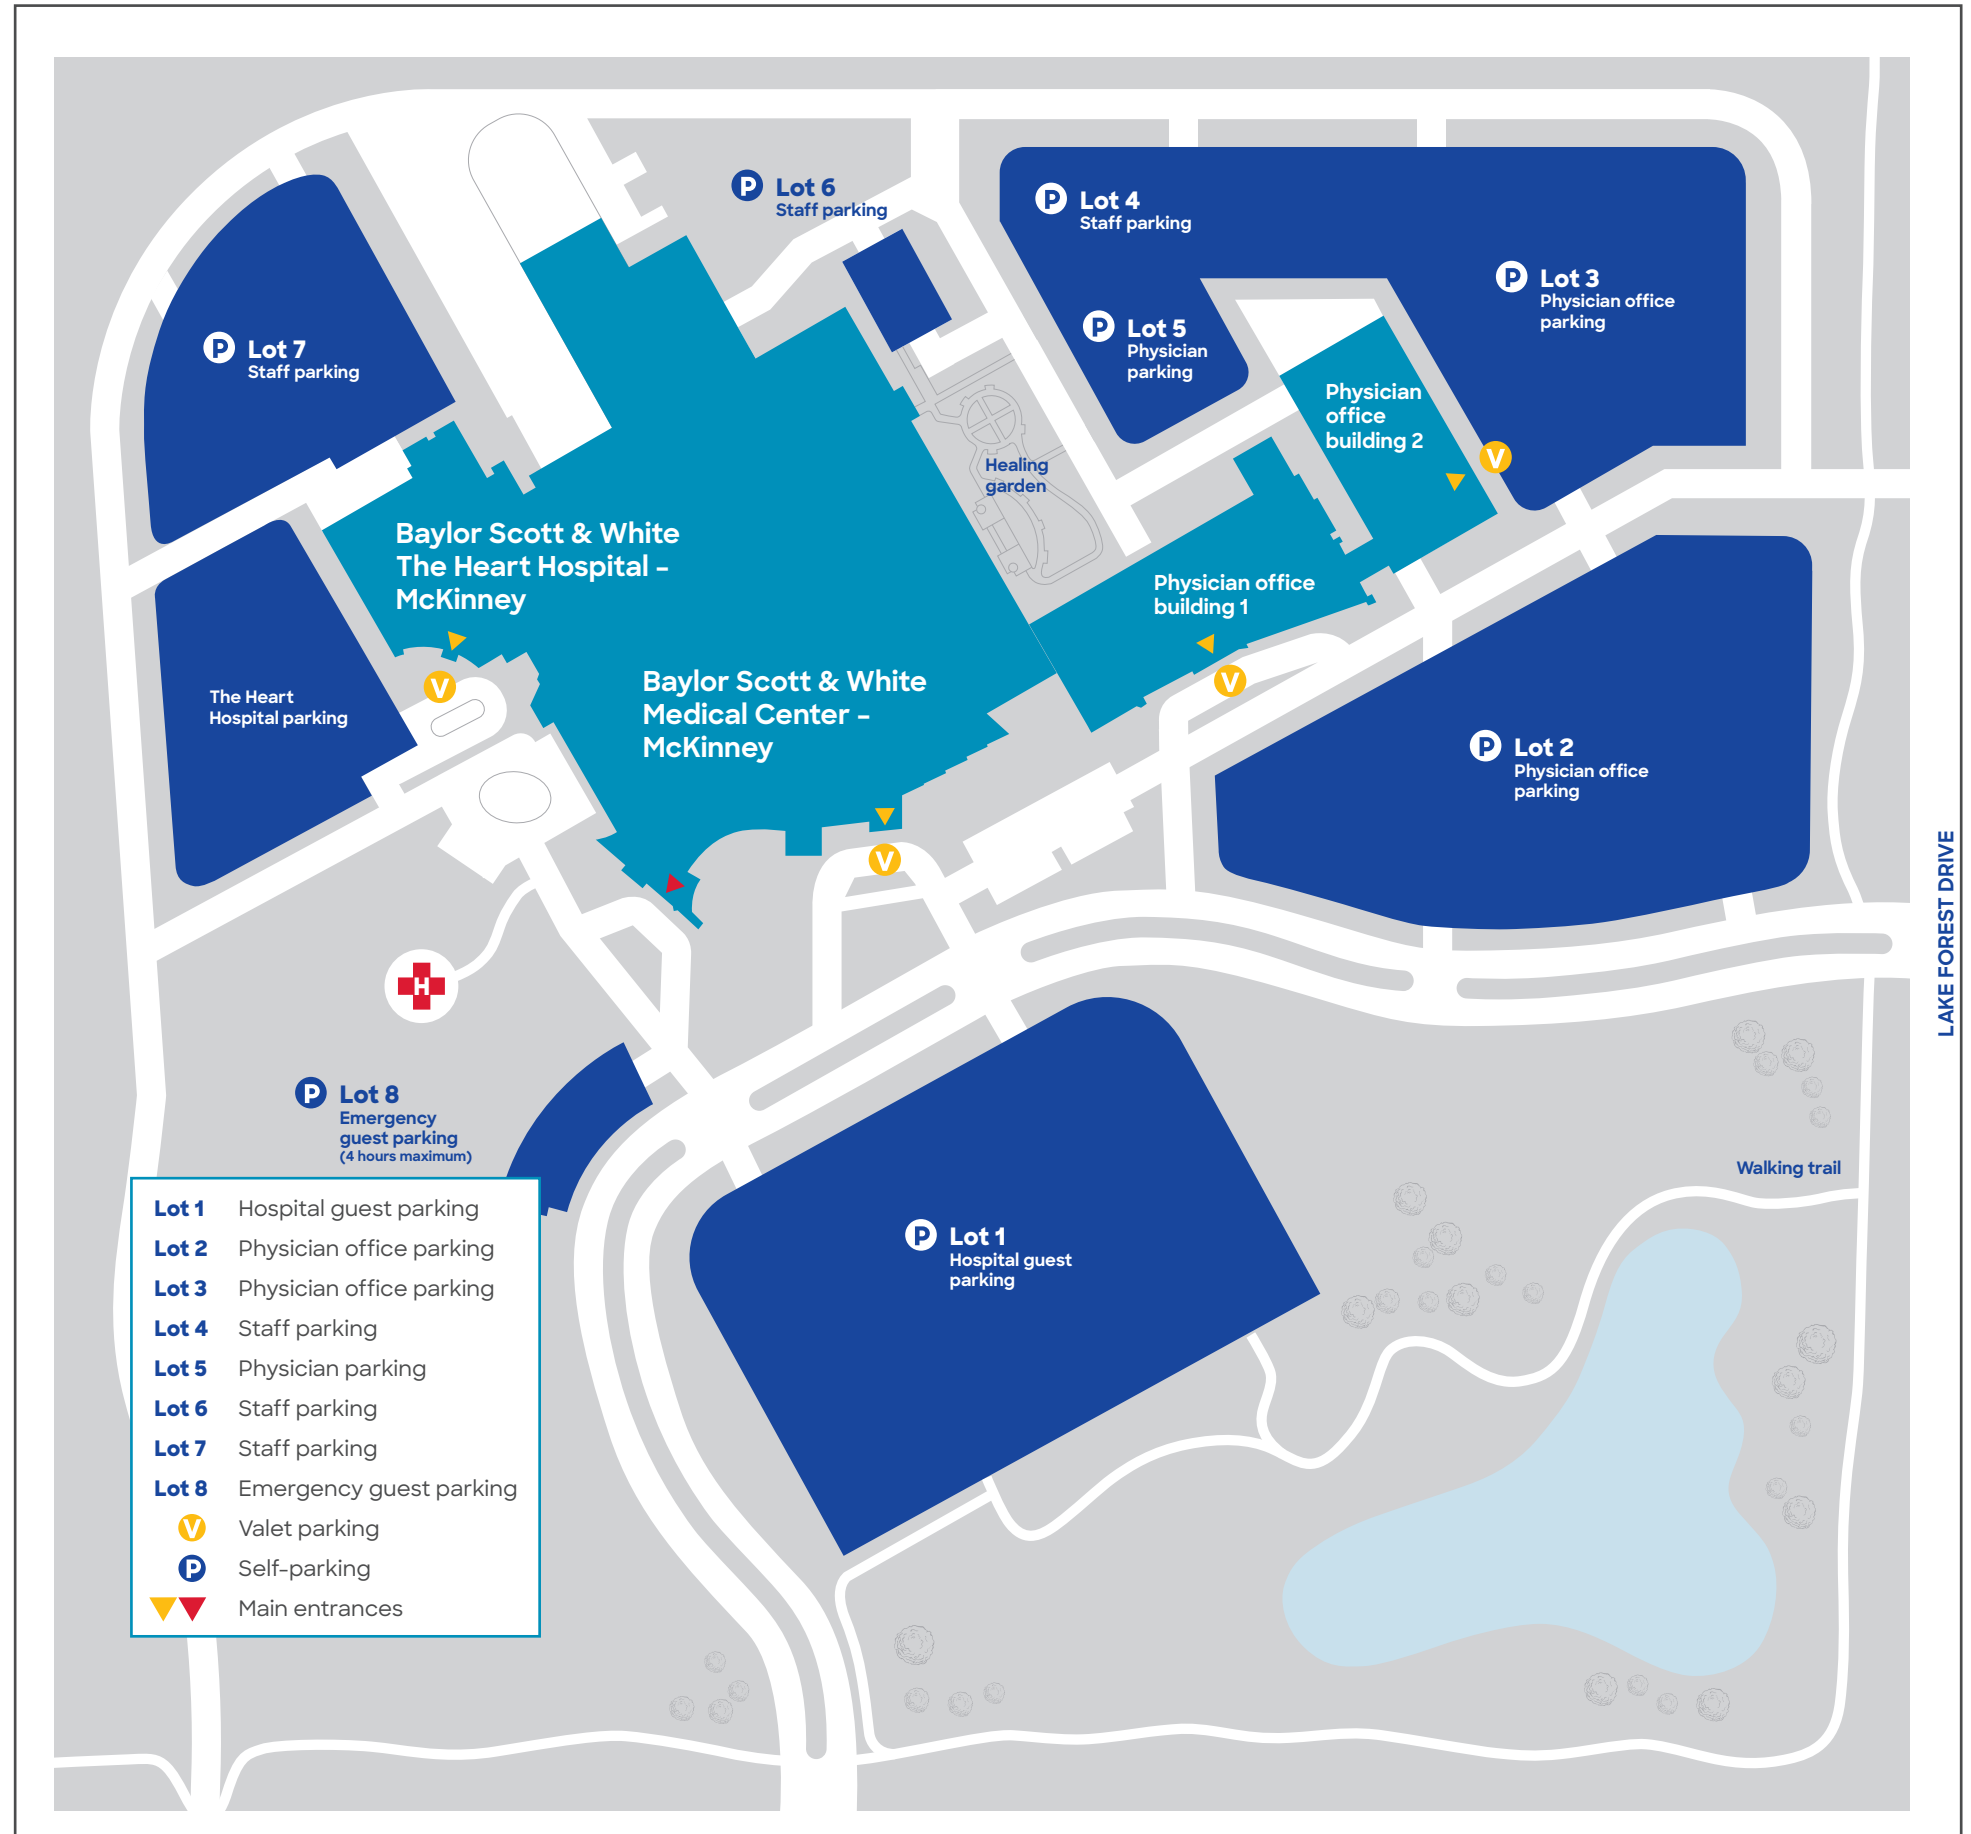 P Lot 6
Staff parking
P Lot 4
Staff parking
P Lot 3
Physician office
parking
P Lot 5
Physician
parking
P Lot 7
Staff parking
Physician
office
building 2
V
Healing
garden
Baylor Scott & White
The Heart Hospital –
McKinney
Physician office
building 1
V
The Heart
Hospital parking
V
Baylor Scott & White
Medical Center –
McKinney
P Lot 2
Physician office
parking
V
LAKE FOREST DRIVE
H
P Lot 8
Emergency
guest parking
(4 hours maximum)
Walking trail
P Lot 1
Hospital guest
parking
Lot 1 Hospital guest parking
Lot 2 Physician office parking
Lot 3 Physician office parking
Lot 4 Staff parking
Lot 5 Physician parking
Lot 6 Staff parking
Lot 7 Staff parking
Lot 8 Emergency guest parking
V Valet parking
P Self-parking
Main entrances